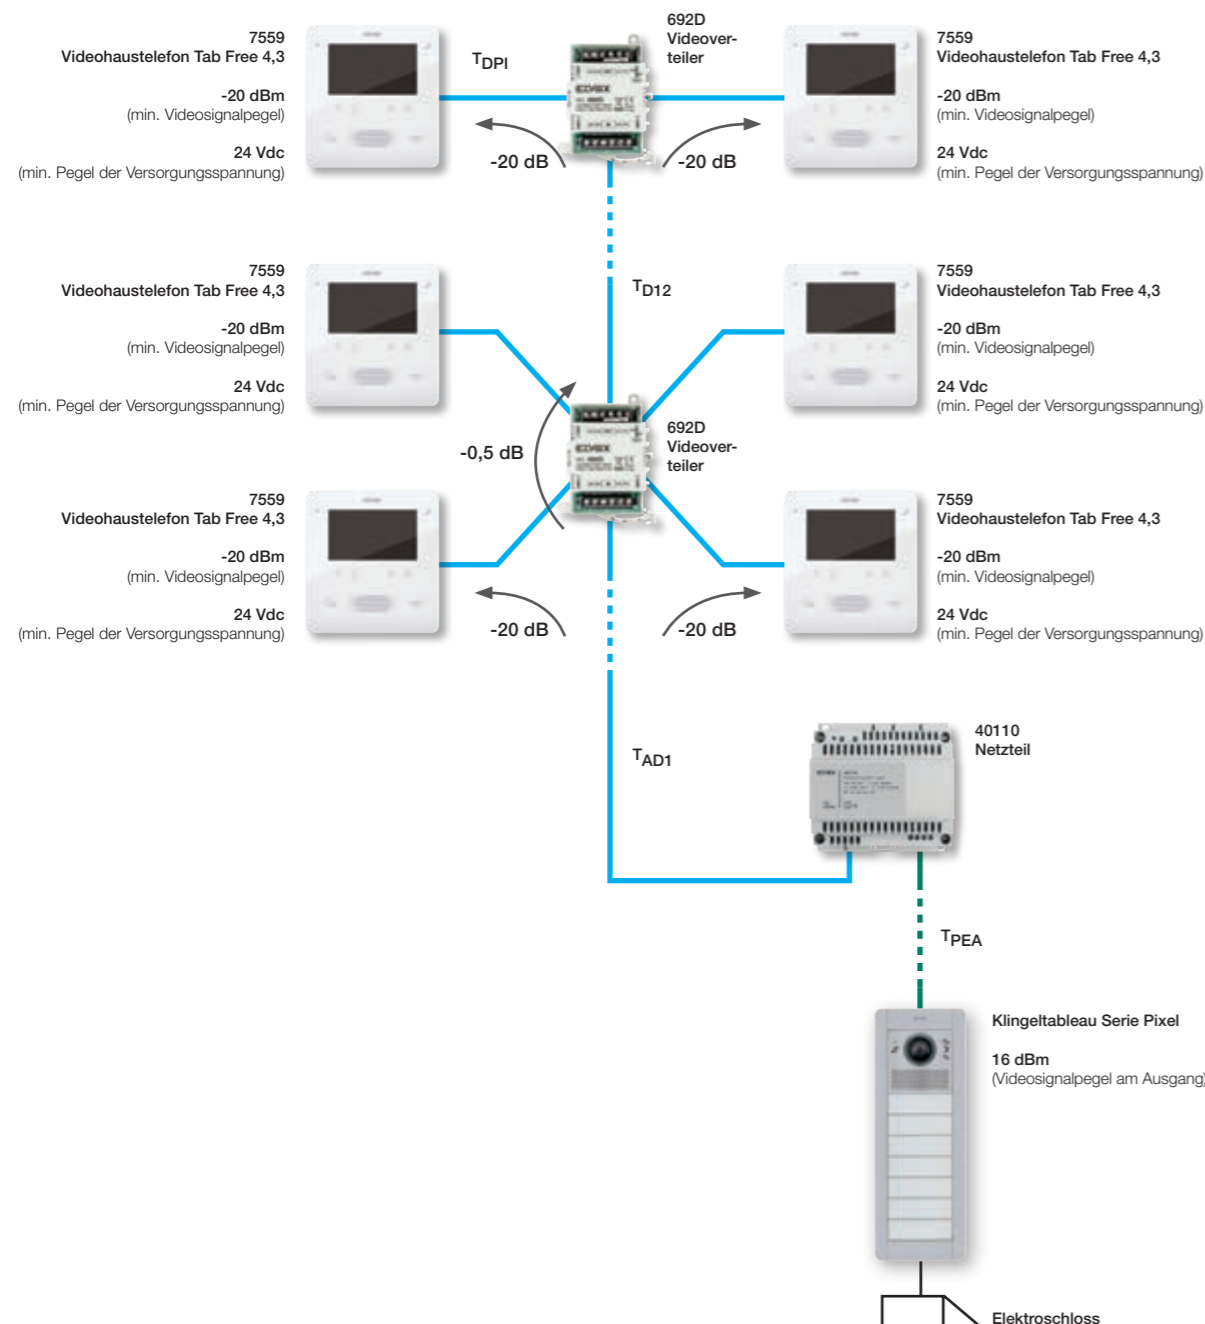 7559
Videohaustelefon Tab Free 4,3
-20 dBm
(min. Videosignalpegel)
24 Vdc
(min. Pegel der Versorgungsspannung)
TDPI
692D
Videover-
teiler
-20 dB
-20 dB
7559
Videohaustelefon Tab Free 4,3
-20 dBm
(min. Videosignalpegel)
24 Vdc
(min. Pegel der Versorgungsspannung)
TD12
7559
Videohaustelefon Tab Free 4,3
-20 dBm
(min. Videosignalpegel)
24 Vdc
(min. Pegel der Versorgungsspannung)
7559
Videohaustelefon Tab Free 4,3
-20 dBm
(min. Videosignalpegel)
24 Vdc
(min. Pegel der Versorgungsspannung)
-0,5 dB
692D
Videover-
teiler
7559
Videohaustelefon Tab Free 4,3
-20 dBm
(min. Videosignalpegel)
24 Vdc
(min. Pegel der Versorgungsspannung)
-20 dB
-20 dB
7559
Videohaustelefon Tab Free 4,3
-20 dBm
(min. Videosignalpegel)
24 Vdc
(min. Pegel der Versorgungsspannung)
TAD1
40110
Netzteil
TPEA
Klingeltableau Serie Pixel
16 dBm
(Videosignalpegel am Ausgang)
Elektroschloss